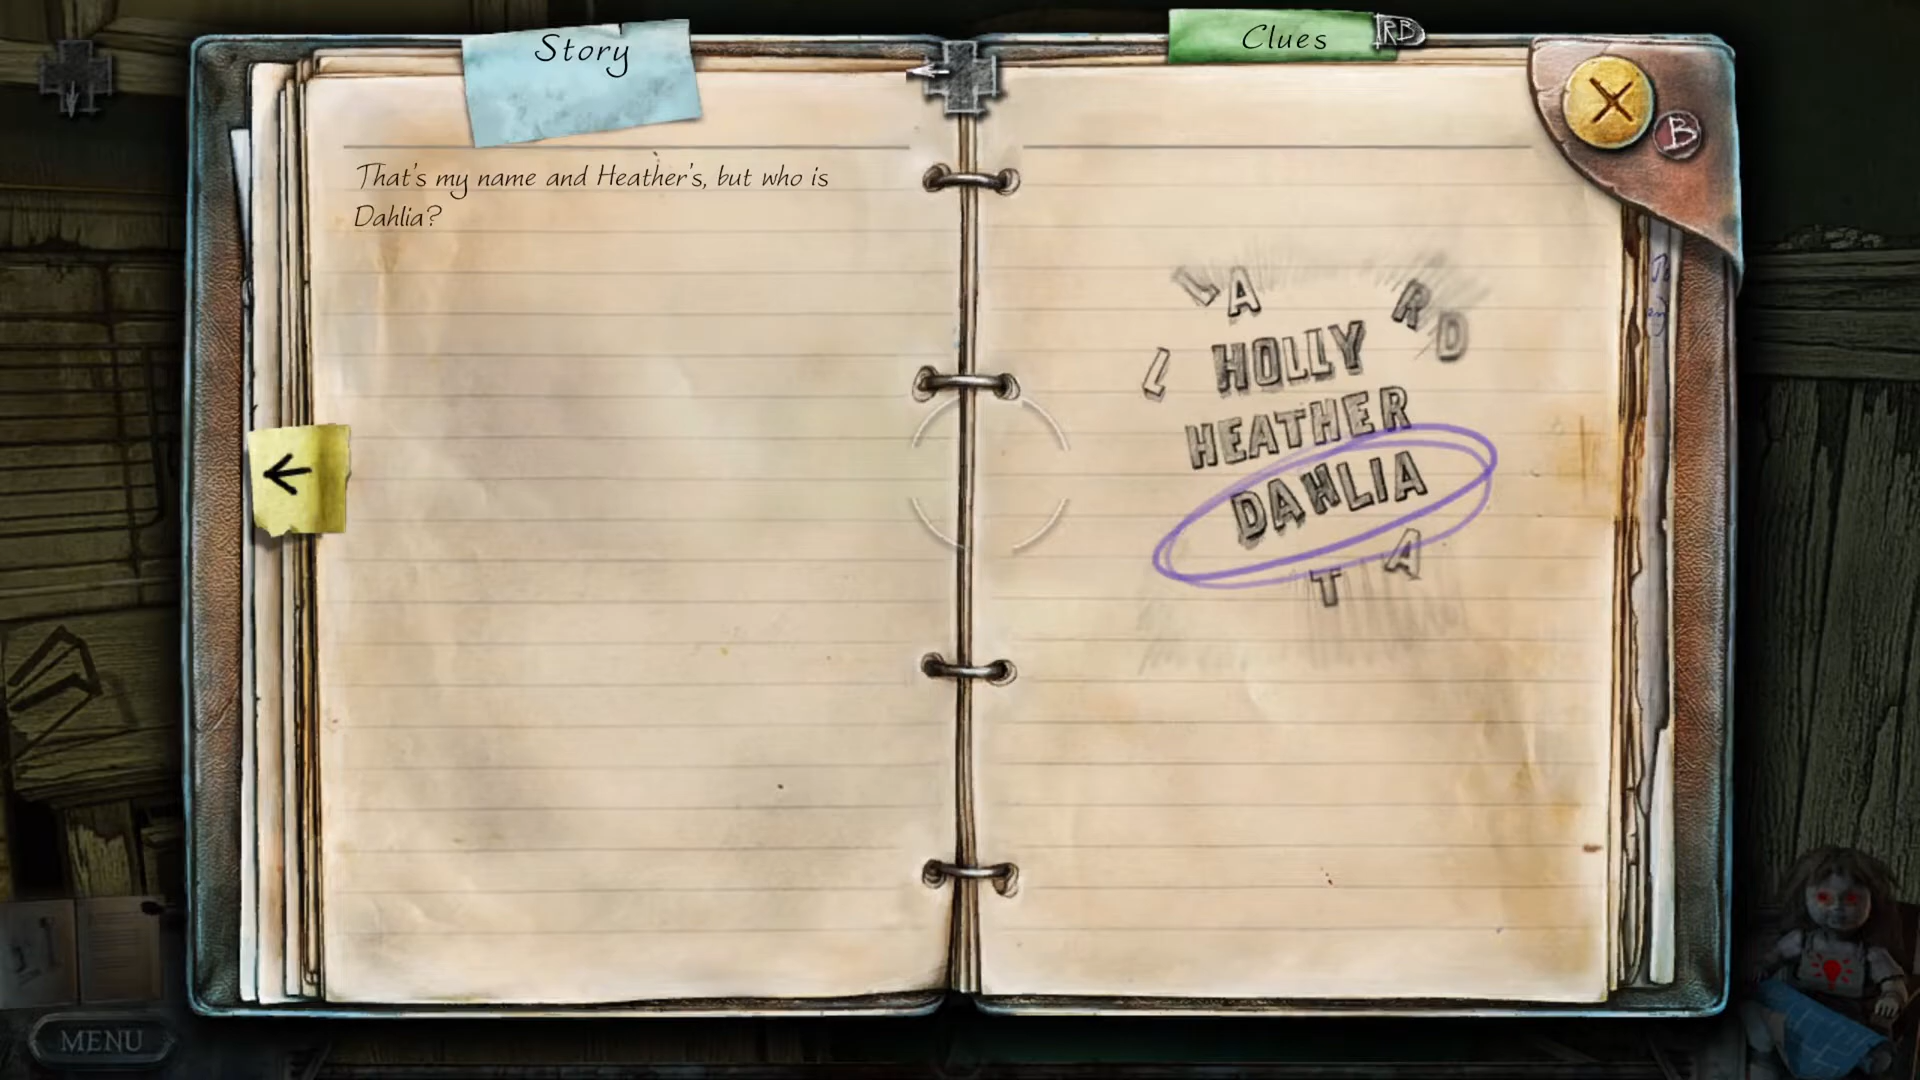 Story
Clues
RB
B
That's my name and Heather's, but who is
Dahlia?
L A R D
L HOLLY
HEATHER
DAHLIA
T A
MENU